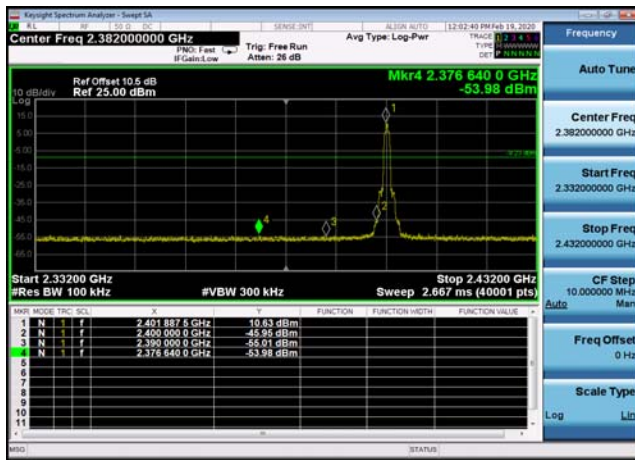 Keysight Spectrum Analyzer - Swept SA
RL RF 50 Ω DC SENSE:INT ALIGN AUTO 12:02:40 PM Feb 19, 2020
Center Freq 2.382000000 GHz
PNO: Fast
IFGain:Low
Trig: Free Run
Atten: 26 dB
Avg Type: Log-Pwr
TRACE 1 2 3 4 5 6
TYPE
DET P N N N N N
Ref Offset 10.5 dB
Ref 25.00 dBm
10 dB/div
Log
Mkr4 2.376 640 0 GHz
-53.98 dBm
15.0
5.00
-5.00
-15.0
-25.0
-35.0
-45.0
-55.0
-65.0
1
2
3
4
Start 2.33200 GHz
Stop 2.43200 GHz
#Res BW 100 kHz
#VBW 300 kHz
Sweep 2.667 ms (40001 pts)
MKR MODE TRC SCL X Y FUNCTION FUNCTION WIDTH FUNCTION VALUE
1 N 1 f 2.401 887 5 GHz 10.63 dBm
2 N 1 f 2.400 000 0 GHz -45.95 dBm
3 N 1 f 2.390 000 0 GHz -55.01 dBm
4 N 1 f 2.376 640 0 GHz -53.98 dBm
5
6
7
8
9
10
11
MSG
STATUS
Frequency
Auto Tune
Center Freq
2.382000000 GHz
Start Freq
2.332000000 GHz
Stop Freq
2.432000000 GHz
CF Step
10.000000 MHz
Auto Man
Freq Offset
0 Hz
Scale Type
Log Lin